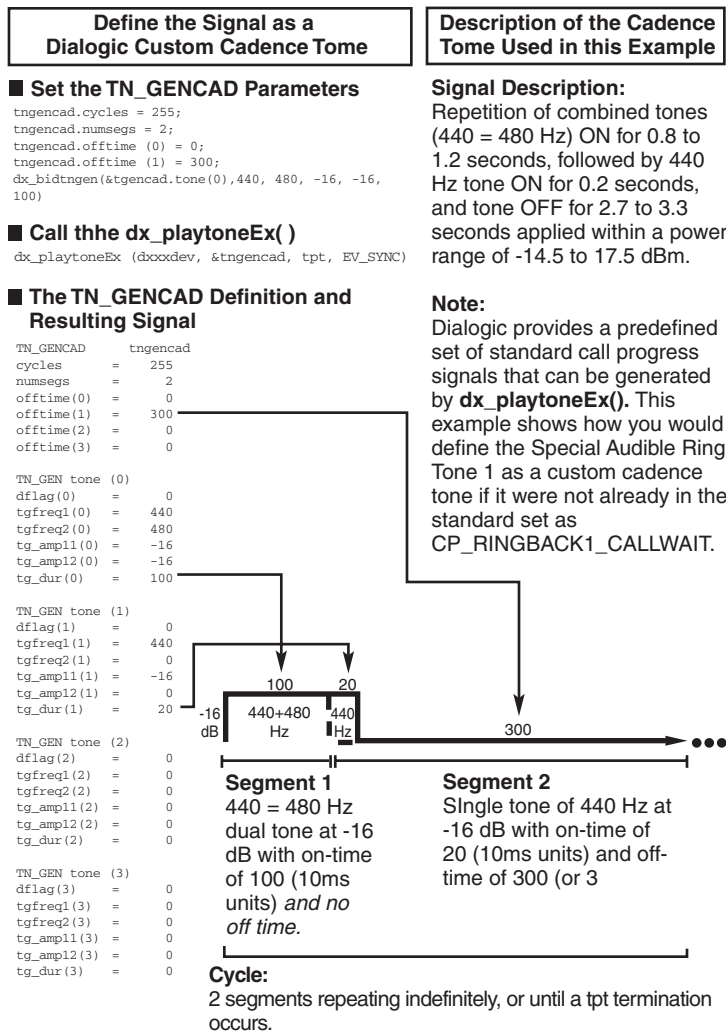 Define the Signal as a
Dialogic Custom Cadence Tome
■ Set the TN_GENCAD Parameters
tngencad.cycles = 255;
tngencad.numsegs = 2;
tngencad.offtime (0) = 0;
tngencad.offtime (1) = 300;
dx_bidtngen(&tgencad.tone(0),440, 480, -16, -16,
100)
■ Call thhe dx_playtoneEx( )
dx_playtoneEx (dxxxdev, &tngencad, tpt, EV_SYNC)
■ The TN_GENCAD Definition and
Resulting Signal
TN_GENCAD tngencad
cycles = 255
numsegs = 2
offtime(0) = 0
offtime(1) = 300
offtime(2) = 0
offtime(3) = 0
TN_GEN tone (0)
dflag(0) = 0
tgfreq1(0) = 440
tgfreq2(0) = 480
tg_ampl1(0) = -16
tg_ampl2(0) = -16
tg_dur(0) = 100
TN_GEN tone (1)
dflag(1) = 0
tgfreq1(1) = 440
tgfreq2(1) = 0
tg_ampl1(1) = -16
tg_ampl2(1) = 0
tg_dur(1) = 20
TN_GEN tone (2)
dflag(2) = 0
tgfreq1(2) = 0
tgfreq2(2) = 0
tg_ampl1(2) = 0
tg_ampl2(2) = 0
tg_dur(2) = 0
TN_GEN tone (3)
dflag(3) = 0
tgfreq1(3) = 0
tgfreq2(3) = 0
tg_ampl1(3) = 0
tg_ampl2(3) = 0
tg_dur(3) = 0
Description of the Cadence
Tome Used in this Example
Signal Description:
Repetition of combined tones
(440 = 480 Hz) ON for 0.8 to
1.2 seconds, followed by 440
Hz tone ON for 0.2 seconds,
and tone OFF for 2.7 to 3.3
seconds applied within a power
range of -14.5 to 17.5 dBm.
Note:
Dialogic provides a predefined
set of standard call progress
signals that can be generated
by dx_playtoneEx(). This
example shows how you would
define the Special Audible Ring
Tone 1 as a custom cadence
tone if it were not already in the
standard set as
CP_RINGBACK1_CALLWAIT.
100
20
-16
dB
440+480
Hz
440
Hz
300
Segment 1
440 = 480 Hz
dual tone at -16
dB with on-time
of 100 (10ms
units) and no
off time.
Segment 2
SIngle tone of 440 Hz at
-16 dB with on-time of
20 (10ms units) and off-
time of 300 (or 3
Cycle:
2 segments repeating indefinitely, or until a tpt termination
occurs.